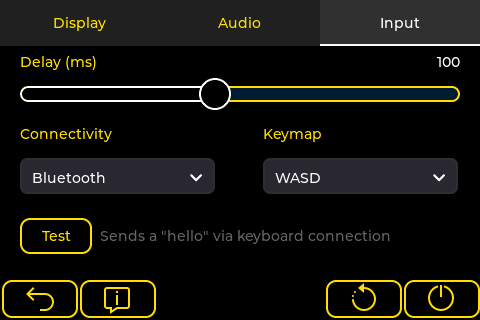 Display Audio Input
Delay (ms) 100
Connectivity Keymap
Bluetooth WASD
Test Sends a "hello" via keyboard connection